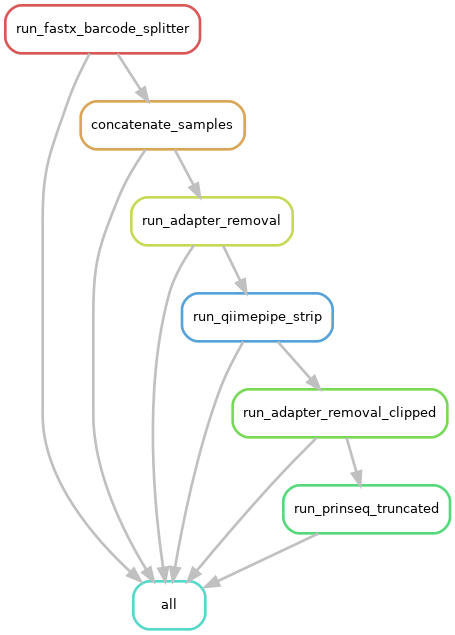 run_fastx_barcode_splitter
concatenate_samples
run_adapter_removal
run_qiimepipe_strip
run_adapter_removal_clipped
run_prinseq_truncated
all